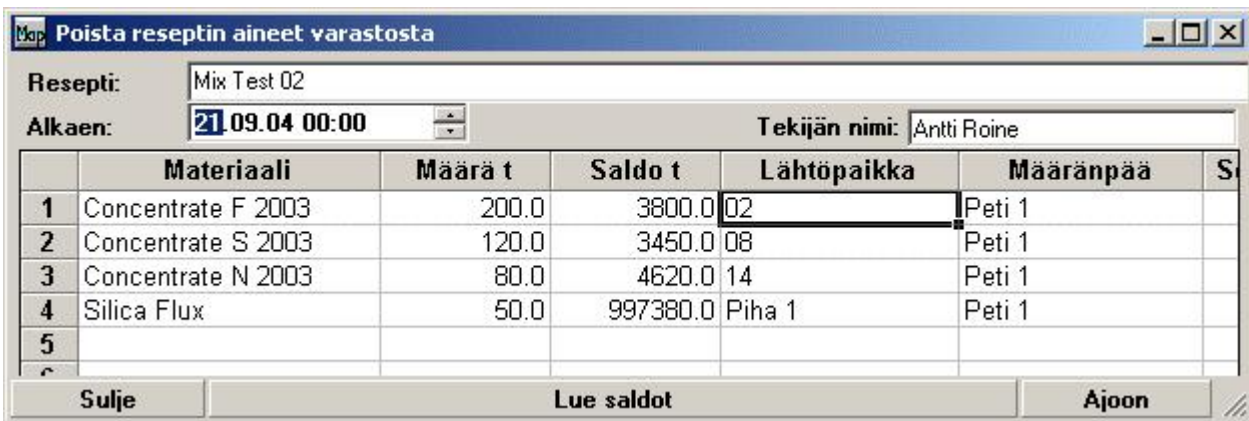 Map Poista reseptin aineet varastosta
Resepti: Mix Test 02
Alkaen: 21.09.04 00:00 Tekijän nimi: Antti Roine
Materiaali Määrä t Saldo t Lähtöpaikka Määränpää
1 Concentrate F 2003 200.0 3800.0 02 Peti 1
2 Concentrate S 2003 120.0 3450.0 08 Peti 1
3 Concentrate N 2003 80.0 4620.0 14 Peti 1
4 Silica Flux 50.0 997380.0 Piha 1 Peti 1
5
Sulje Lue saldot Ajoon